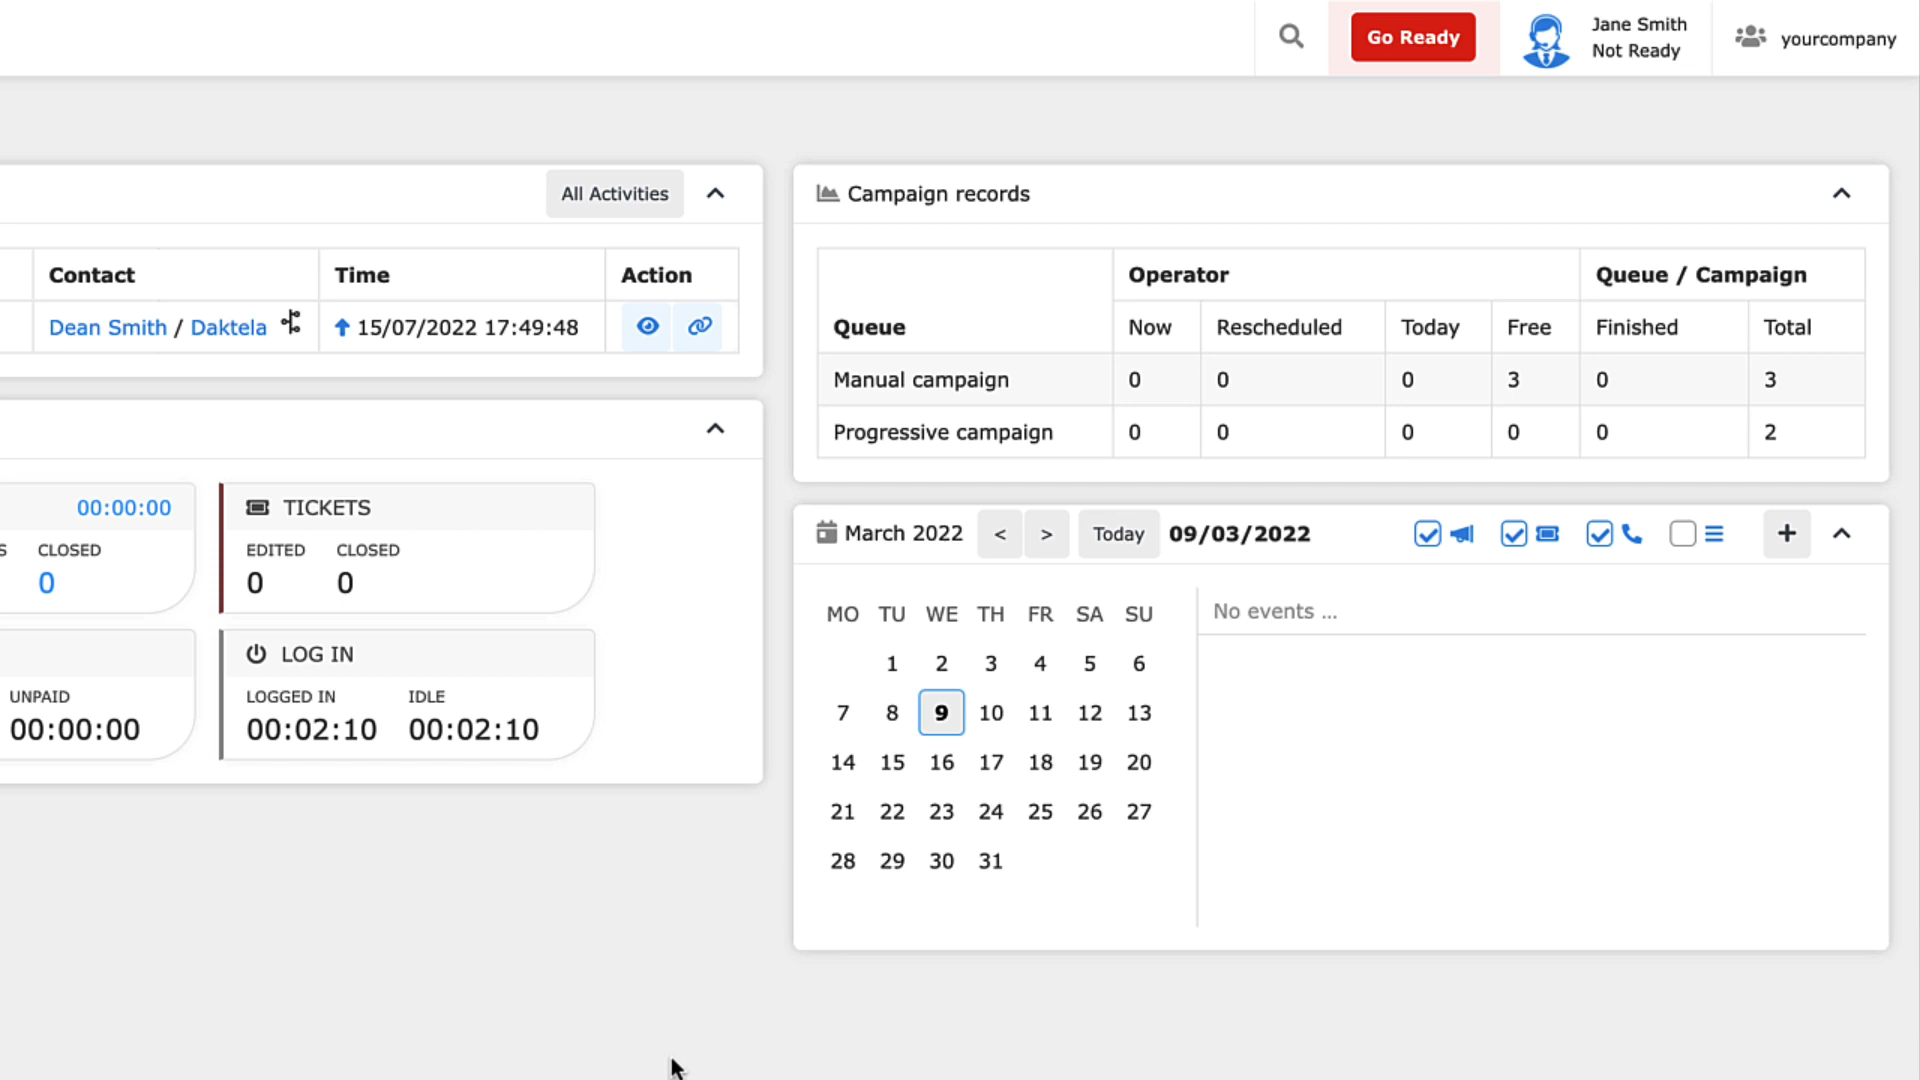 Go Ready
Jane Smith
Not Ready
yourcompany
All Activities
Contact Time Action
Dean Smith / Daktela 15/07/2022 17:49:48
Campaign records
Operator Queue / Campaign
Queue Now Rescheduled Today Free Finished Total
Manual campaign 0 0 0 3 0 3
Progressive campaign 0 0 0 0 0 2
00:00:00
S CLOSED
0
TICKETS
EDITED CLOSED
0 0
UNPAID
00:00:00
LOG IN
LOGGED IN IDLE
00:02:10 00:02:10
March 2022 < > Today 09/03/2022 +
MO TU WE TH FR SA SU
1 2 3 4 5 6
7 8 9 10 11 12 13
14 15 16 17 18 19 20
21 22 23 24 25 26 27
28 29 30 31
No events ...